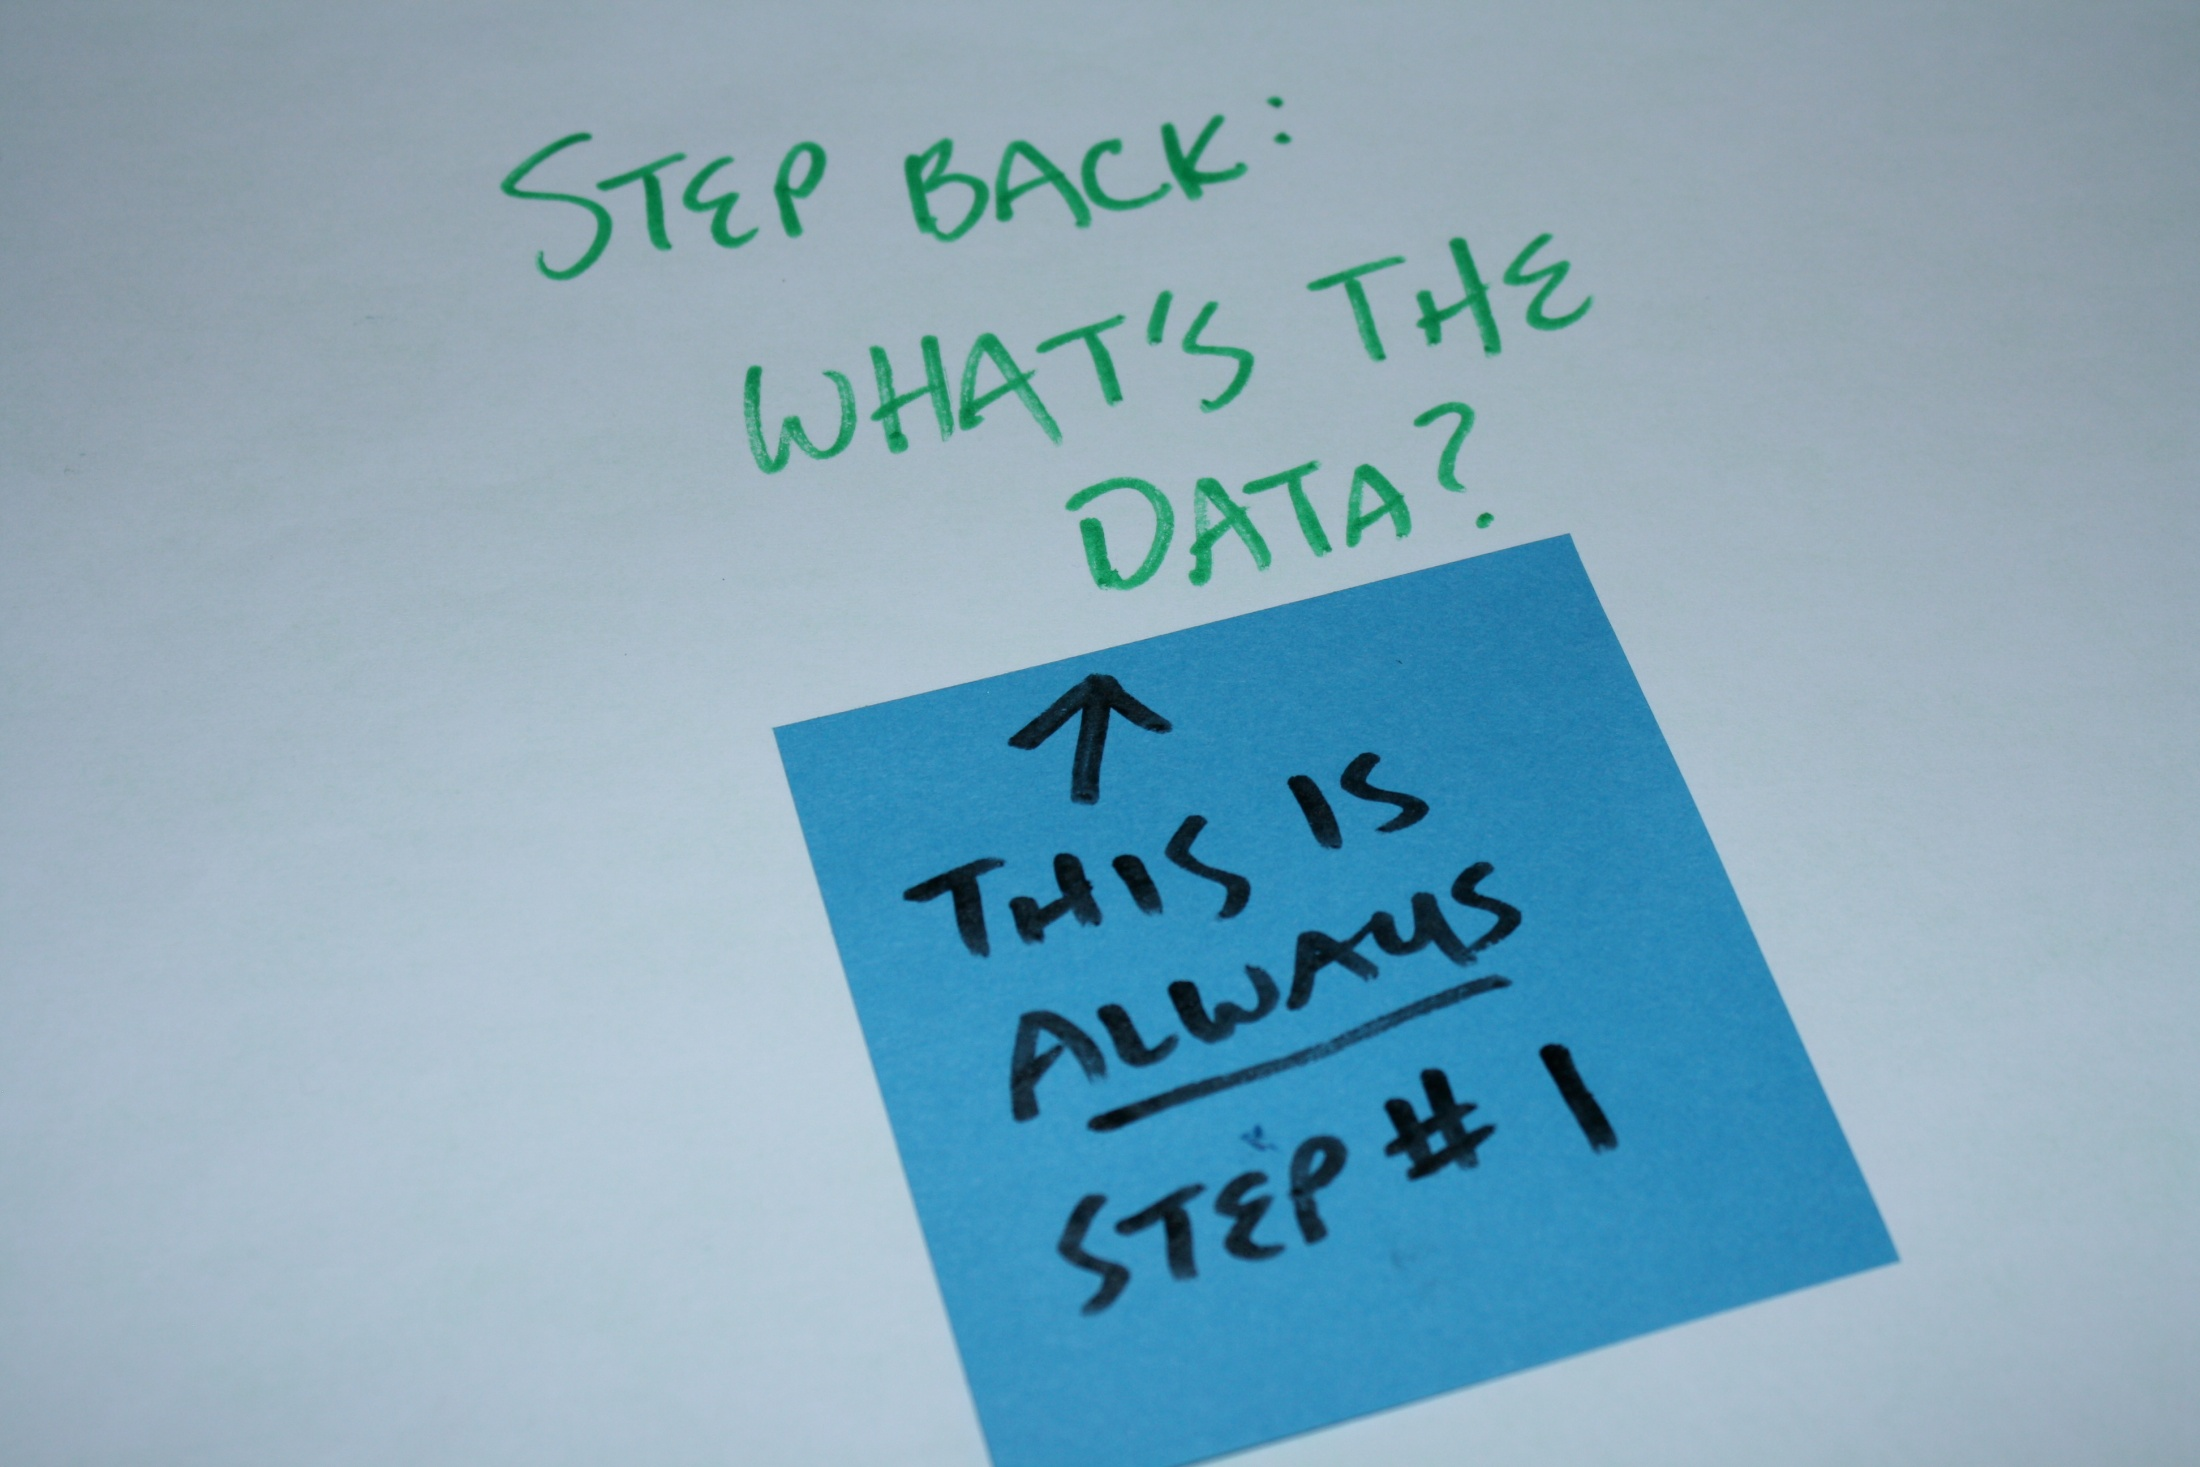 STEP BACK:
WHAT'S THE
DATA?
↑
THIS IS
ALWAYS
STEP # 1